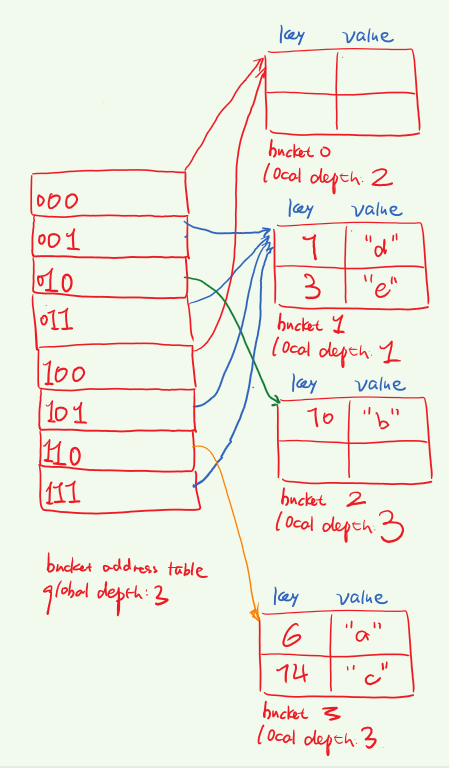 key value
bucket 0
local depth: 2
000
001
010
011
100
101
110
111
bucket address table
global depth: 3
key value
1 "d"
3 "e"
bucket 1
local depth: 1
key value
10 "b"
bucket 2
local depth: 3
key value
6 "a"
14 "c"
bucket 3
local depth: 3